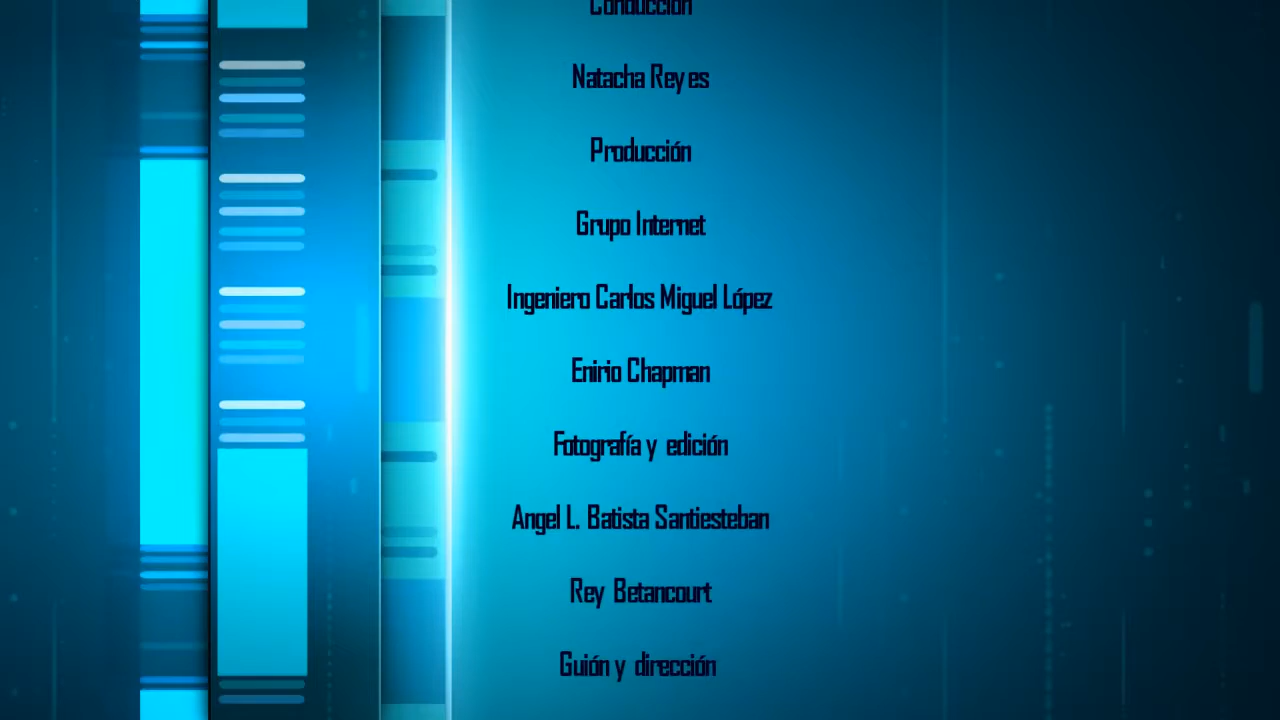 Conducción
Natacha Reyes
Producción
Grupo Internet
Ingeniero Carlos Miguel López
Enirio Chapman
Fotografía y edición
Angel L. Batista Santiesteban
Rey Betancourt
Guión y dirección